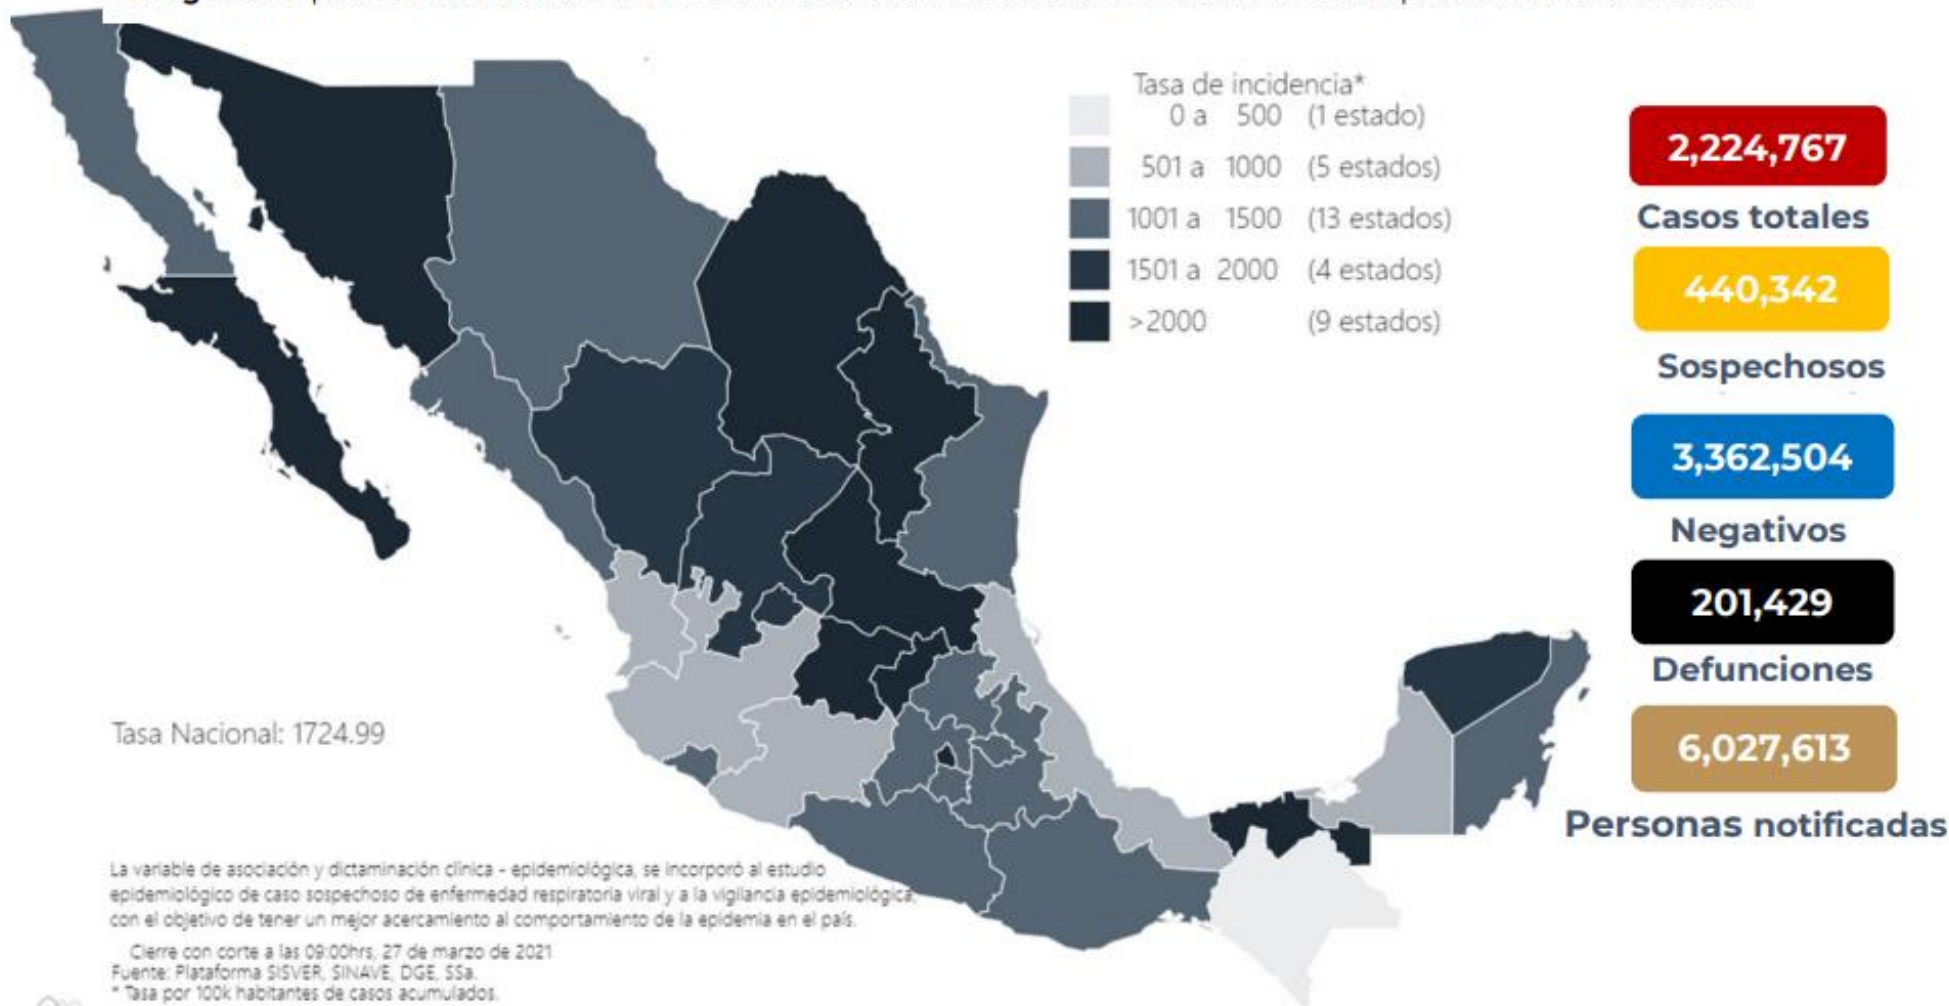 Tasa de incidencia*
0 a 500 (1 estado)
501 a 1000 (5 estados)
1001 a 1500 (13 estados)
1501 a 2000 (4 estados)
>2000 (9 estados)
2,224,767
Casos totales
440,342
Sospechosos
3,362,504
Negativos
201,429
Defunciones
6,027,613
Personas notificadas
Tasa Nacional: 1724.99
La variable de asociación y dictaminación clínica - epidemiológica, se incorporó al estudio
epidemiológico de caso sospechoso de enfermedad respiratoria viral y a la vigilancia epidemiológica,
con el objetivo de tener un mejor acercamiento al comportamiento de la epidemia en el país.
Cierre con corte a las 09:00hrs, 27 de marzo de 2021
Fuente: Plataforma SISVER, SINAVE, DGE, SSa.
* Tasa por 100k habitantes de casos acumulados.